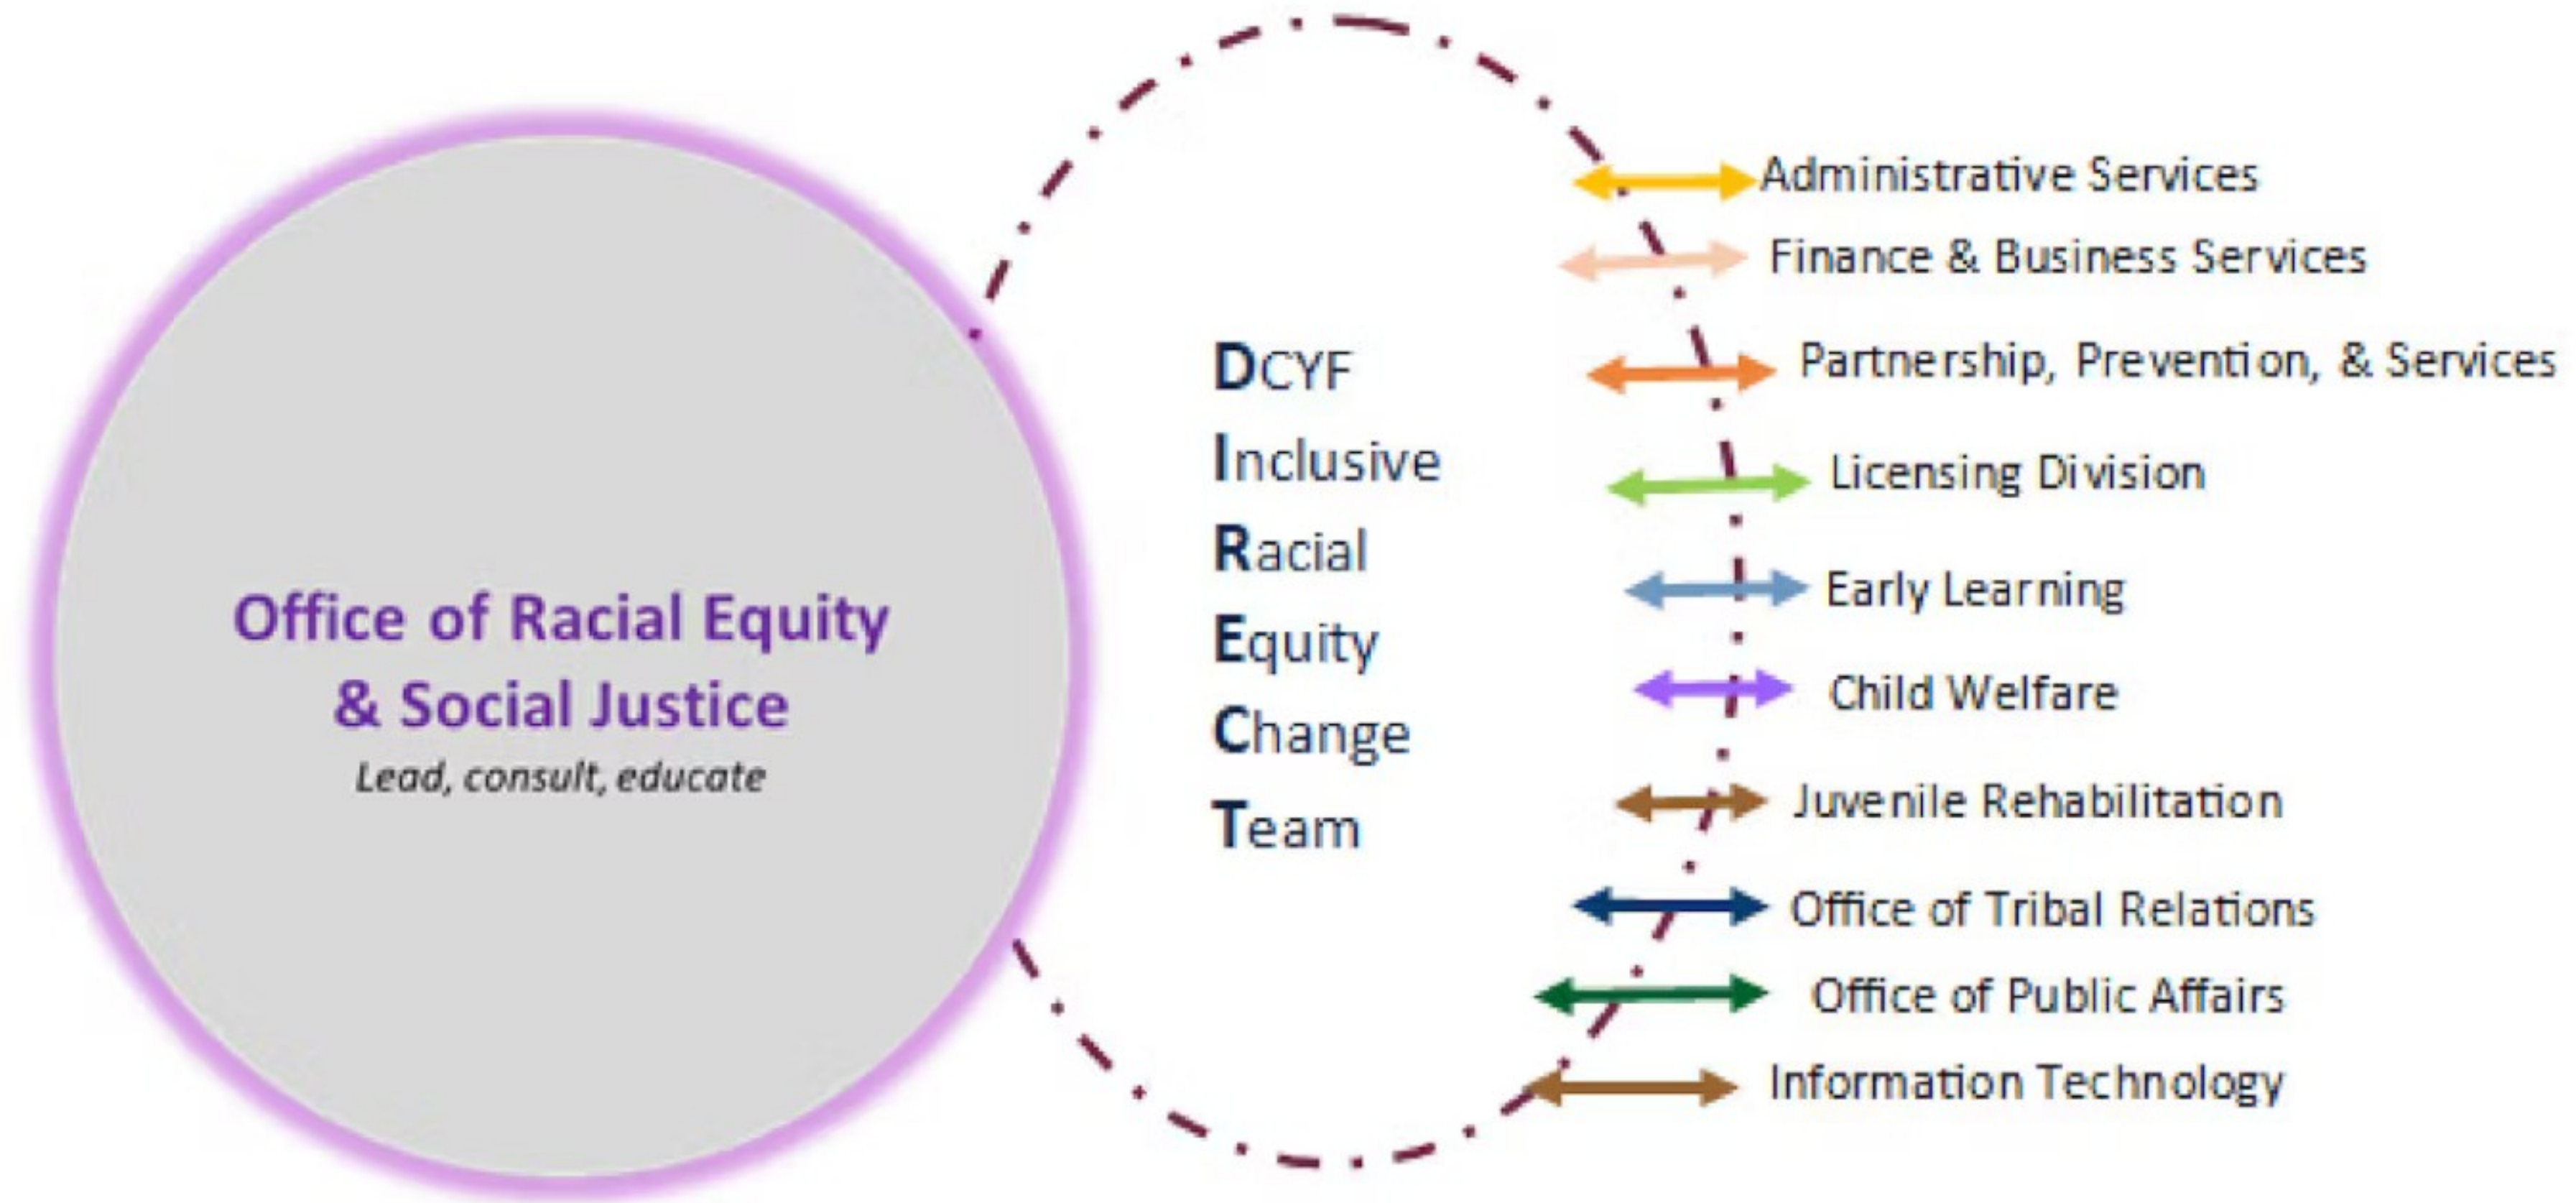 Office of Racial Equity
& Social Justice
Lead, consult, educate
DCYF
Inclusive
Racial
Equity
Change
Team
Administrative Services
Finance & Business Services
Partnership, Prevention, & Services
Licensing Division
Early Learning
Child Welfare
Juvenile Rehabilitation
Office of Tribal Relations
Office of Public Affairs
Information Technology